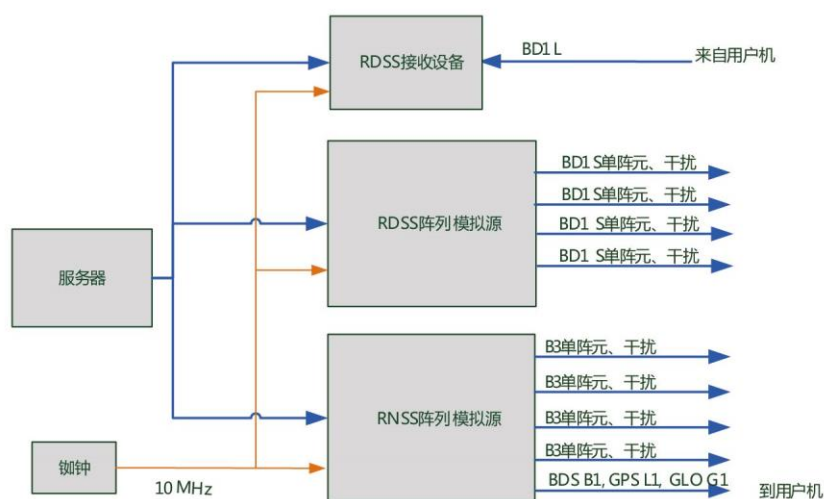 RDSS接收设备
BD1 L
来自用户机
BD1 S单阵元、干扰
BD1 S单阵元、干扰
BD1 S单阵元、干扰
BD1 S单阵元、干扰
RDSS阵列模拟源
服务器
B3单阵元、干扰
B3单阵元、干扰
B3单阵元、干扰
B3单阵元、干扰
RNSS阵列模拟源
BDS B1, GPS L1, GLO G1
到用户机
铷钟
10 MHz